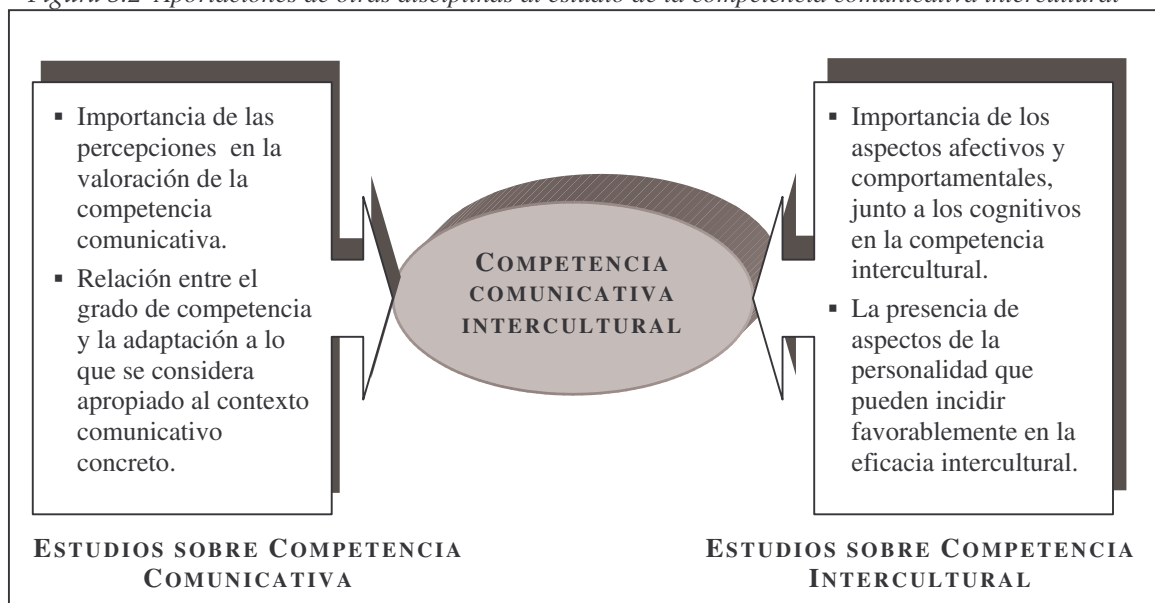 Figura 3.2 Aportaciones de otras disciplinas al estudio de la competencia comunicativa intercultural
▪ Importancia de las
percepciones en la
valoración de la
competencia
comunicativa.
▪ Relación entre el
grado de competencia
y la adaptación a lo
que se considera
apropiado al contexto
comunicativo
concreto.
COMPETENCIA
COMUNICATIVA
INTERCULTURAL
▪ Importancia de los
aspectos afectivos y
comportamentales,
junto a los cognitivos
en la competencia
intercultural.
▪ La presencia de
aspectos de la
personalidad que
pueden incidir
favorablemente en la
eficacia intercultural.
ESTUDIOS SOBRE COMPETENCIA
COMUNICATIVA
ESTUDIOS SOBRE COMPETENCIA
INTERCULTURAL